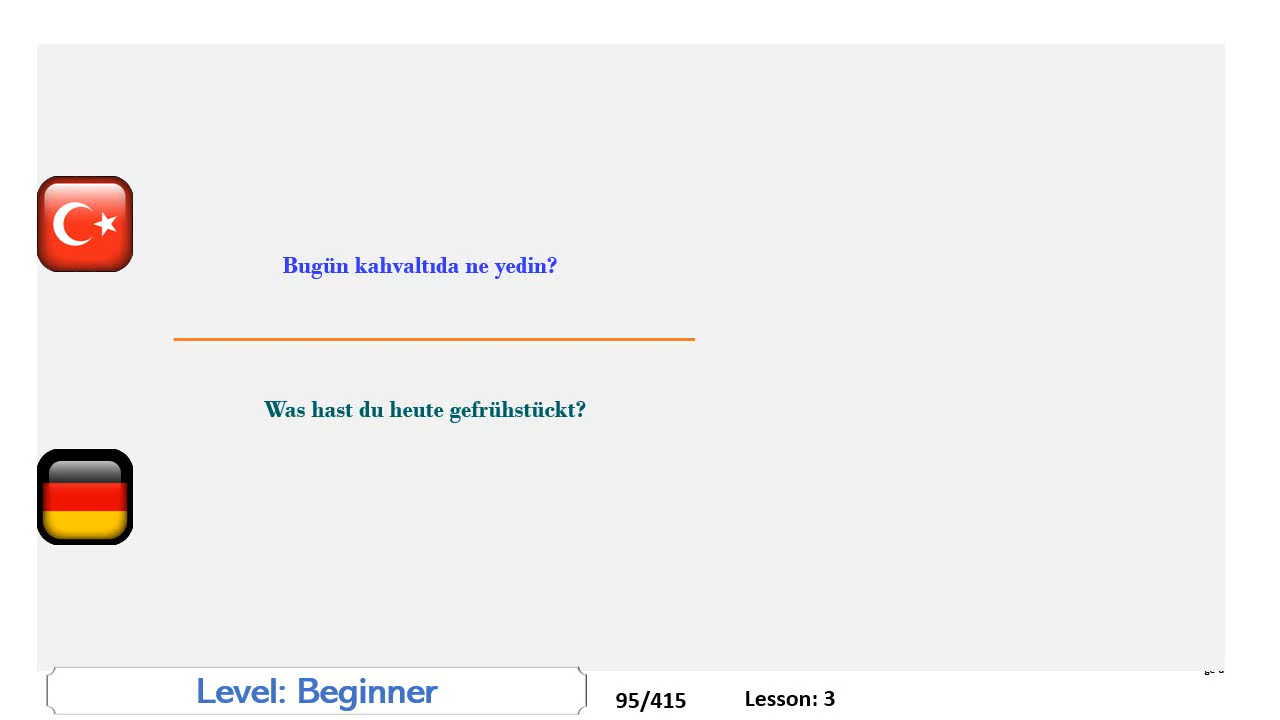 Bugün kahvaltıda ne yedin?
Was hast du heute gefrühstückt?
Level: Beginner
95/415
Lesson: 3